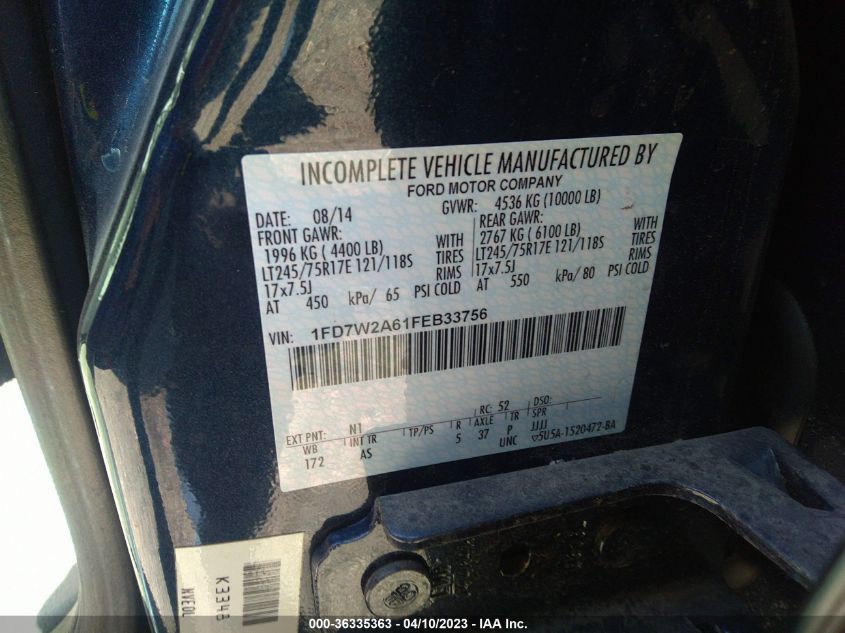 INCOMPLETE VEHICLE MANUFACTURED BY
FORD MOTOR COMPANY
DATE: 08/14 GVWR: 4536 KG (10000 LB)
FRONT GAWR: REAR GAWR:
1996 KG ( 4400 LB) WITH 2767 KG ( 6100 LB) WITH
LT245/75R17E 121/118S TIRES LT245/75R17E 121/118S TIRES
17x7.5J RIMS 17x7.5J RIMS
AT 450 kPa/ 65 PSI COLD AT 550 kPa/ 80 PSI COLD
VIN: 1FD7W2A61FEB33756
EXT PNT: N1 RC: 52 DSO:
WB INT TR TP/PS R AXLE TR SPR
172 AS 5 37 P JJJJ
UNC ▽5U5A-1520472-BA
K3348
NVEOL
000-36335363 - 04/10/2023 - IAA Inc.